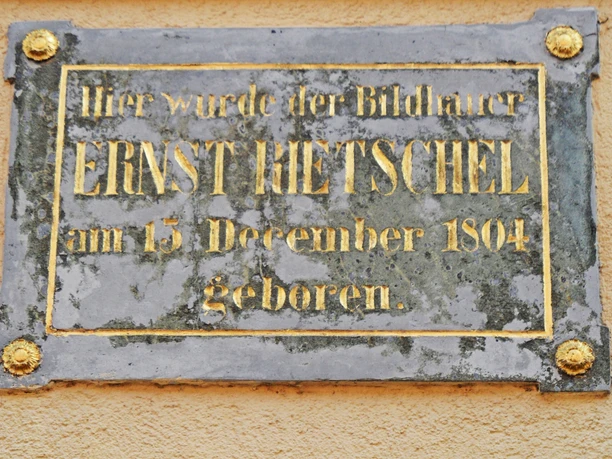 Hier wurde der Bildhauer
ERNST RIETSCHEL
am 15 December 1804
geboren.